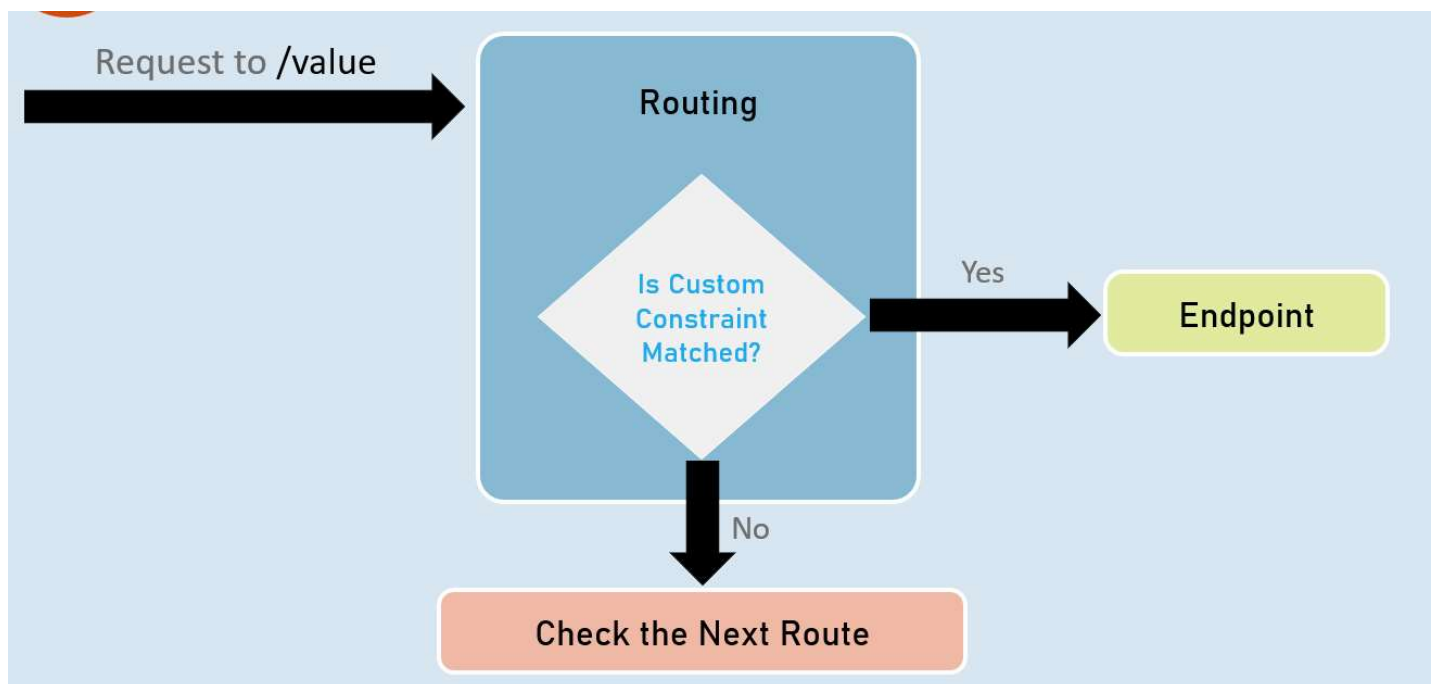 Request to /value
Routing
Is Custom
Constraint
Matched?
Yes
Endpoint
No
Check the Next Route